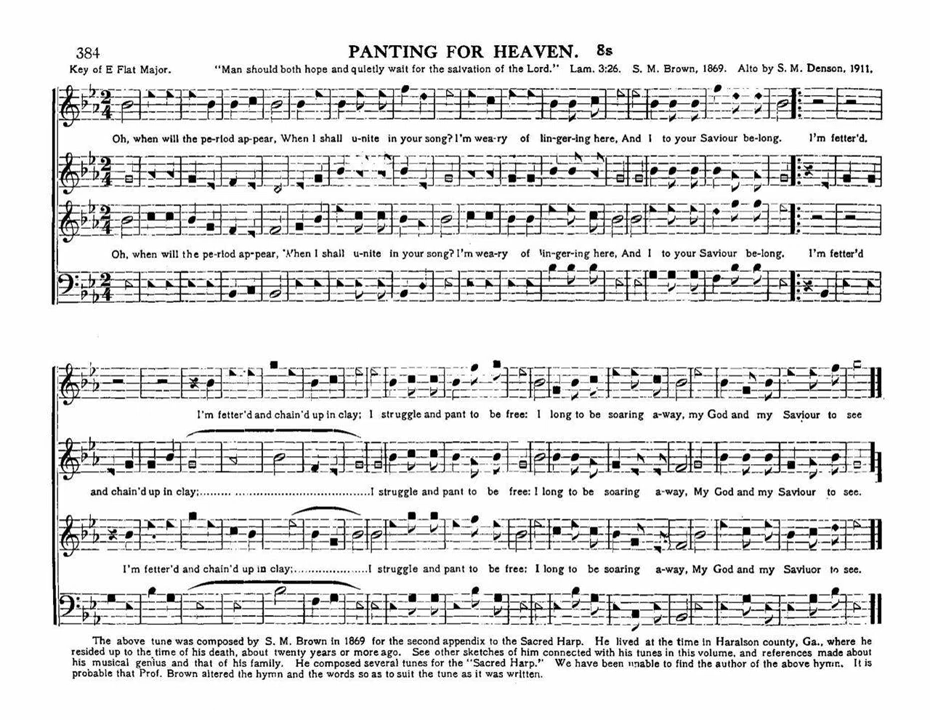 384 PANTING FOR HEAVEN. 8s
Key of E Flat Major. "Man should both hope and quietly wait for the salvation of the Lord." Lam. 3:26. S. M. Brown, 1869. Alto by S. M. Denson, 1911,
Oh, when will the pe-riod ap-pear, When I shall u-nite in your song? I'm wea-ry of lin-ger-ing here, And I to your Saviour be-long. I'm fetter'd.
Oh, when will the pe-riod ap-pear, When I shall u-nite in your song? I'm wea-ry of lin-ger-ing here, And I to your Saviour be-long. I'm fetter'd
I'm fetter'd and chain'd up in clay; I struggle and pant to be free: I long to be soaring a-way, my God and my Saviour to see
and chain'd up in clay;.......................................I struggle and pant to be free: I long to be soaring a-way, My God and my Saviour to see.
I'm fetter'd and chain'd up in clay;..................I struggle and pant to be free: I long to be soaring a-way, My God and my Saviuor to see.
The above tune was composed by S. M. Brown in 1869 for the second appendix to the Sacred Harp. He lived at the time in Haralson county, Ga., where he
resided up to the time of his death, about twenty years or more ago. See other sketches of him connected with his tunes in this volume, and references made about
his musical genius and that of his family. He composed several tunes for the "Sacred Harp." We have been unable to find the author of the above hymn. It is
probable that Prof. Brown altered the hymn and the words so as to suit the tune as it was written.